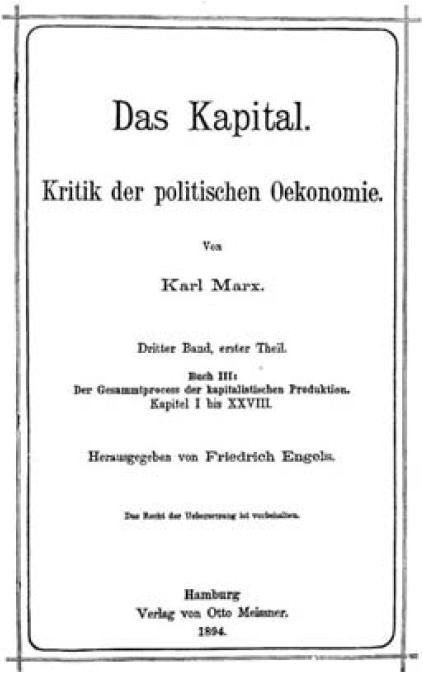 Das Kapital.
Kritik der politischen Oekonomie.
Von
Karl Marx.
Dritter Band, erster Theil.
Buch III:
Der Gesammtprocess der kapitalistischen Produktion.
Kapitel I bis XXVIII.
Herausgegeben von Friedrich Engels.
Das Recht der Uebersetzung ist vorbehalten.
Hamburg
Verlag von Otto Meissner.
1894.